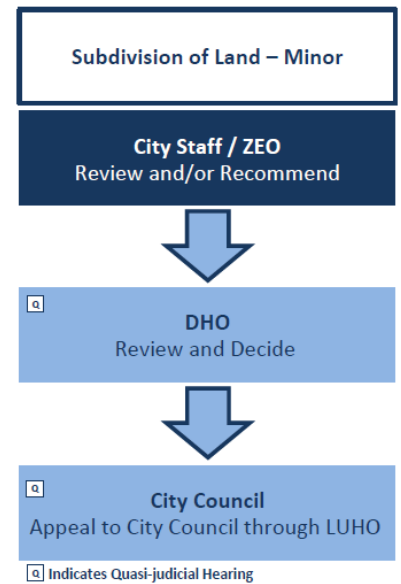 Subdivision of Land – Minor
City Staff / ZEO
Review and/or Recommend
Q
DHO
Review and Decide
Q
City Council
Appeal to City Council through LUHO
Q Indicates Quasi-judicial Hearing